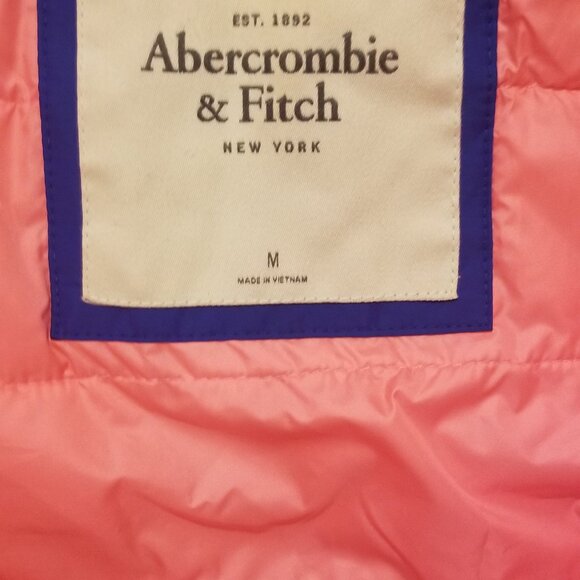 EST. 1892
Abercrombie
& Fitch
NEW YORK
M
MADE IN VIETNAM